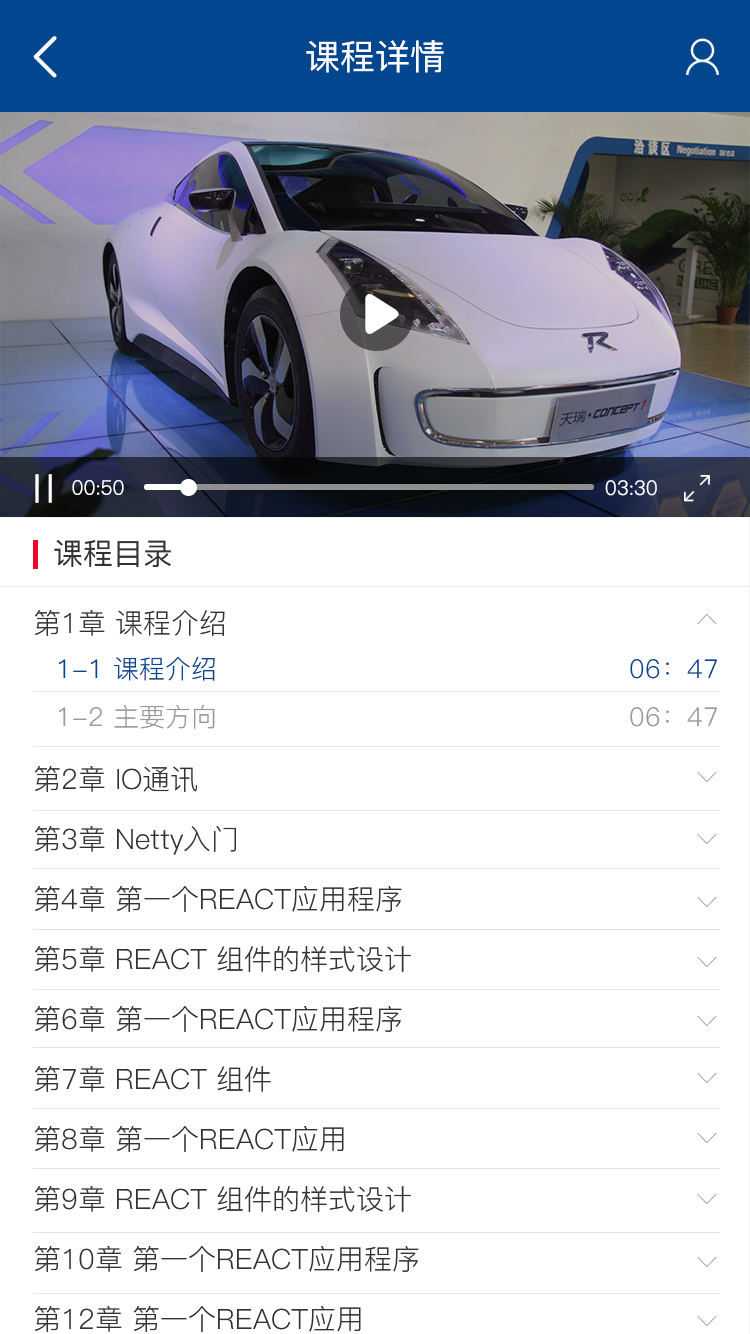 课程详情
洽谈区 Negotiation area
天瑞·CONCEPT 1
00:50
03:30
课程目录
第1章 课程介绍
1-1 课程介绍 06：47
1-2 主要方向 06：47
第2章 IO通讯
第3章 Netty入门
第4章 第一个REACT应用程序
第5章 REACT 组件的样式设计
第6章 第一个REACT应用程序
第7章 REACT 组件
第8章 第一个REACT应用
第9章 REACT 组件的样式设计
第10章 第一个REACT应用程序
第12章 第一个REACT应用